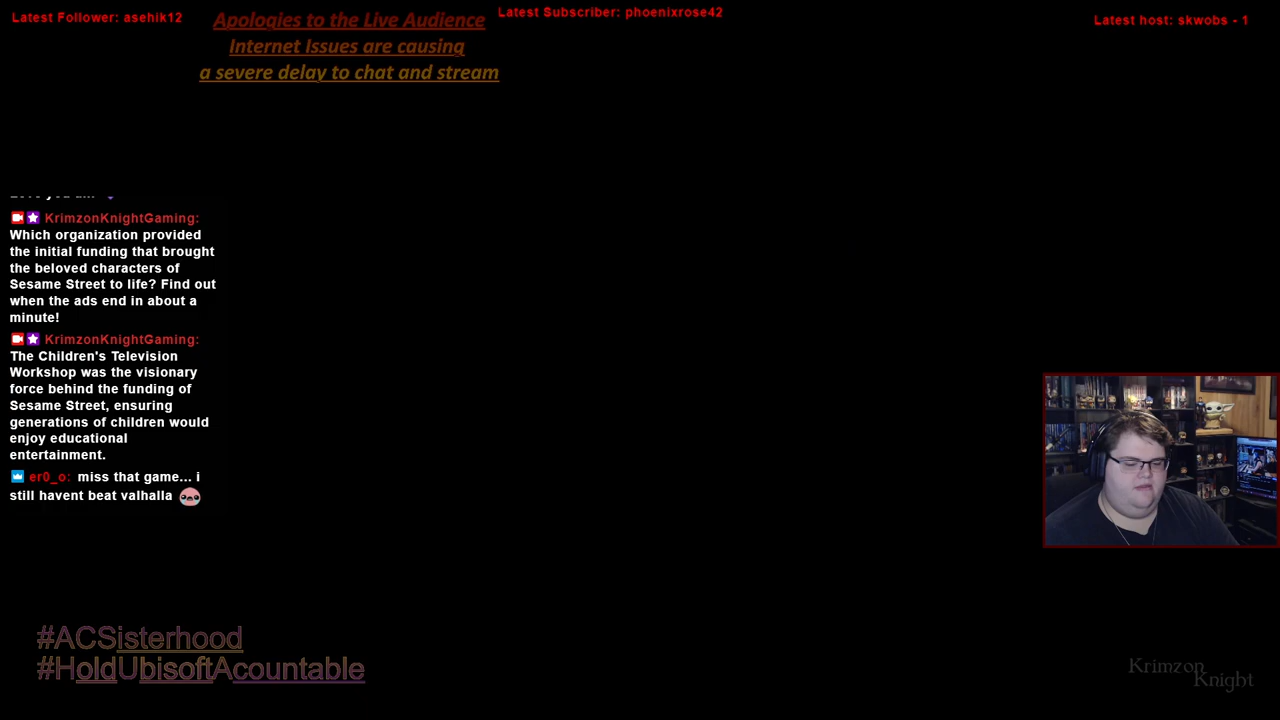 Latest Follower: asehik12
Latest Subscriber: phoenixrose42
Latest host: skwobs - 1
Apologies to the Live Audience
Internet Issues are causing
a severe delay to chat and stream
KrimzonKnightGaming:
Which organization provided
the initial funding that brought
the beloved characters of
Sesame Street to life? Find out
when the ads end in about a
minute!
KrimzonKnightGaming:
The Children's Television
Workshop was the visionary
force behind the funding of
Sesame Street, ensuring
generations of children would
enjoy educational
entertainment.
er0_o: miss that game... i
still havent beat valhalla
#ACSisterhood
#HoldUbisoftAcountable
Krimzon
Knight